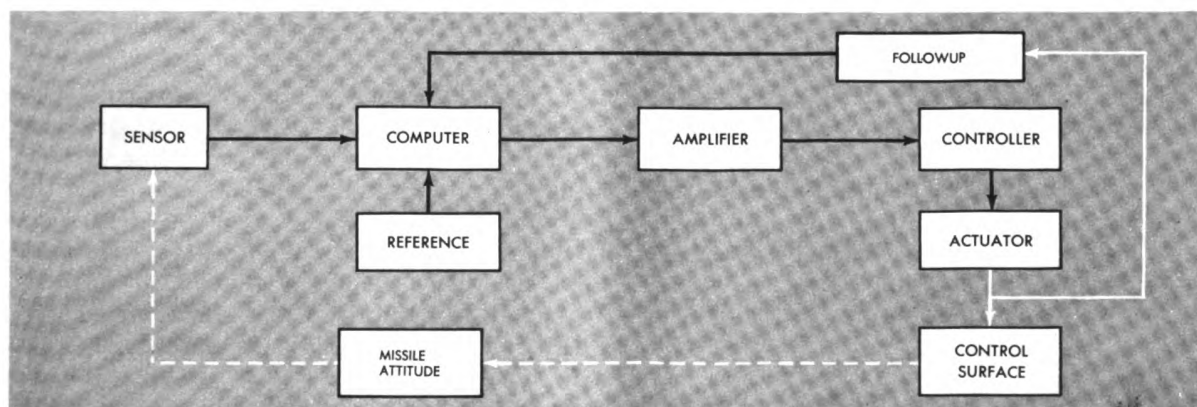 FOLLOWUP
SENSOR
COMPUTER
AMPLIFIER
CONTROLLER
REFERENCE
ACTUATOR
MISSILE
ATTITUDE
CONTROL
SURFACE